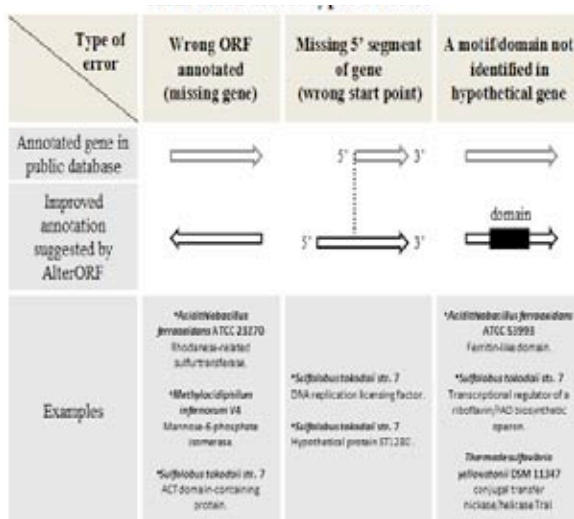 Type of
error
Wrong ORF
annotated
(missing gene)
Missing 5' segment
of gene
(wrong start point)
A motif/domain not
identified in
hypothetical gene
Annotated gene in
public database
5' 3'
Improved
annotation
suggested by
AlterORF
5' 3'
domain
Examples
*Acidithiobacillus
ferrooxidans ATCC 23270
Rhodanese-related
sulfurtransferase.
*Methylacidiphilum
infernorum V4
Mannose-6-phosphate
isomerase.
*Sulfolobus tokodaii str. 7
ACT domain-containing
protein.
*Sulfolobus tokodaii str. 7
DNA replication licensing factor.
*Sulfolobus tokodaii str. 7
Hypothetical protein
*Acidithiobacillus ferrooxidans
ATCC 53993
Ferritin-like domain.
*Sulfolobus tokodaii str. 7
Transcriptional regulator of a
riboflavin/FAD biosynthetic
operon.
Thermodesulfovibrio
yellowstonii DSM 11347
conjugal transfer
nickase/helicase TraI